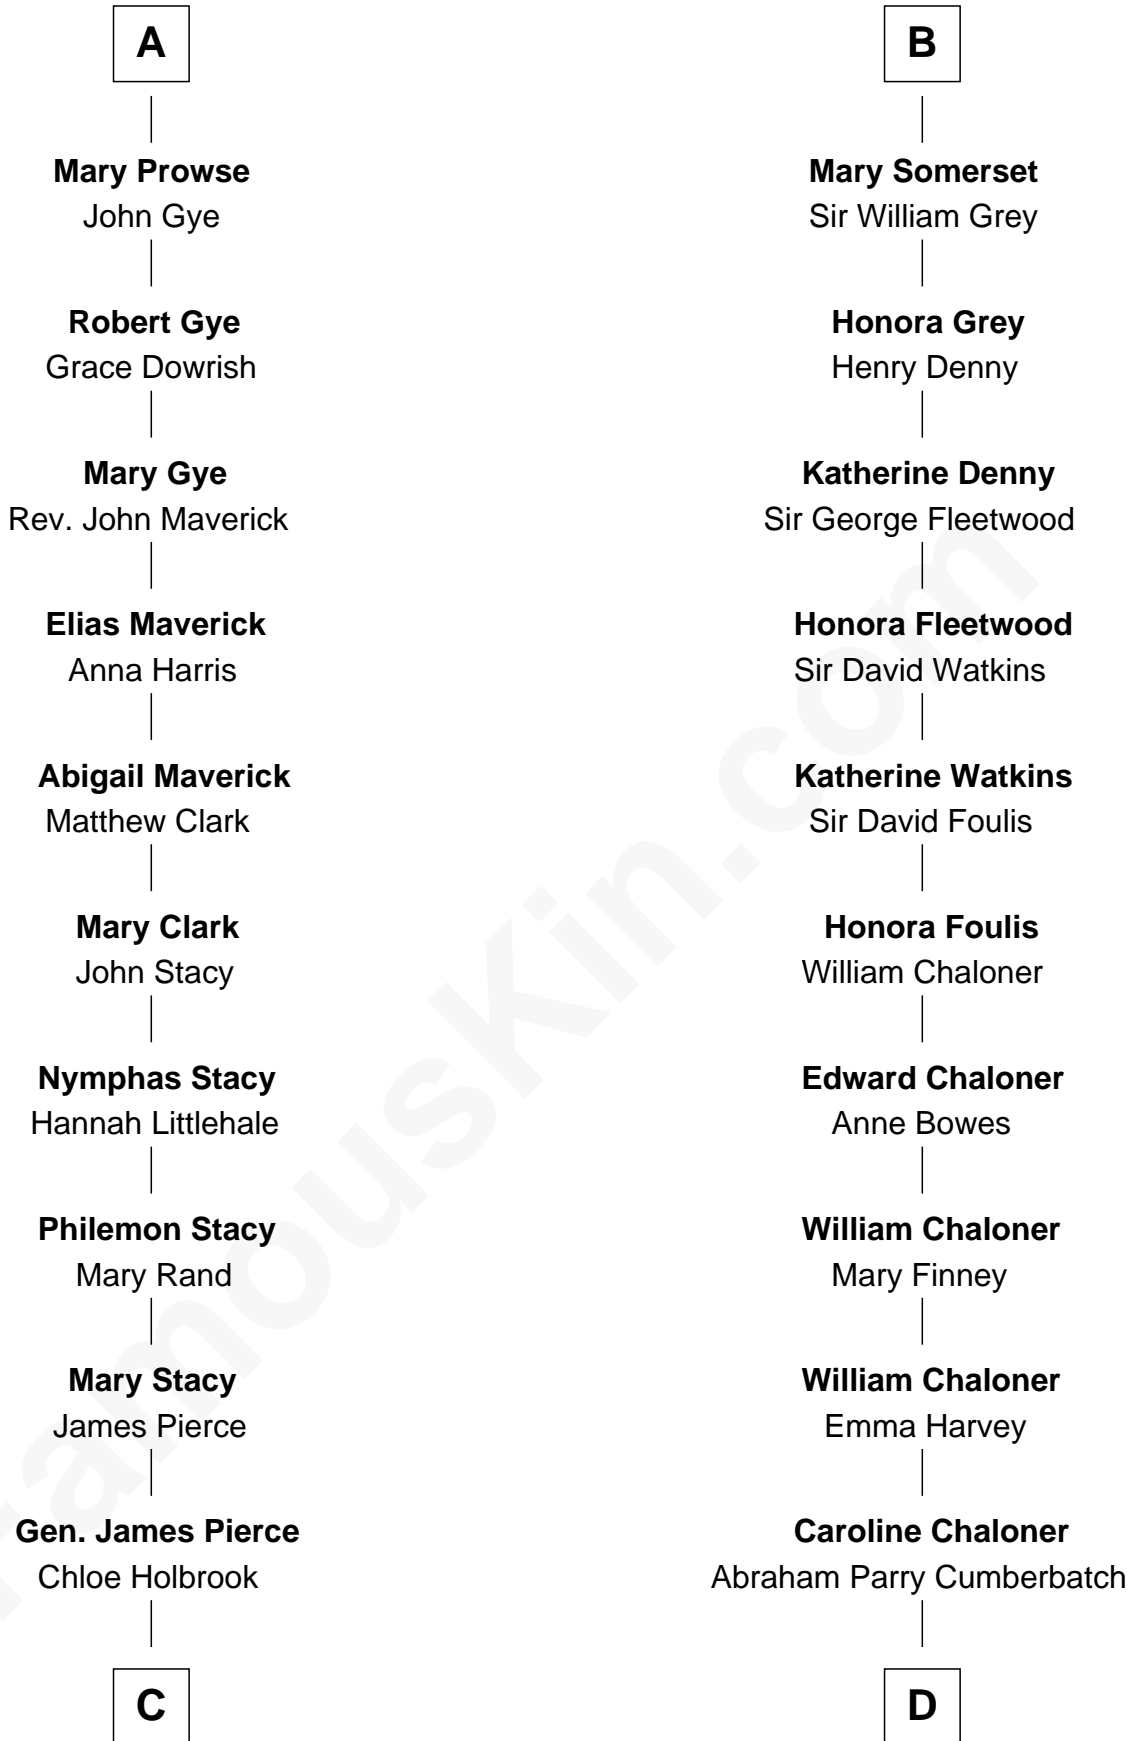 A
Mary Prowse
John Gye
Robert Gye
Grace Dowrish
Mary Gye
Rev. John Maverick
Elias Maverick
Anna Harris
Abigail Maverick
Matthew Clark
Mary Clark
John Stacy
Nymphas Stacy
Hannah Littlehale
Philemon Stacy
Mary Rand
Mary Stacy
James Pierce
Gen. James Pierce
Chloe Holbrook
C
B
Mary Somerset
Sir William Grey
Honora Grey
Henry Denny
Katherine Denny
Sir George Fleetwood
Honora Fleetwood
Sir David Watkins
Katherine Watkins
Sir David Foulis
Honora Foulis
William Chaloner
Edward Chaloner
Anne Bowes
William Chaloner
Mary Finney
William Chaloner
Emma Harvey
Caroline Chaloner
Abraham Parry Cumberbatch
D
FamousKin.com